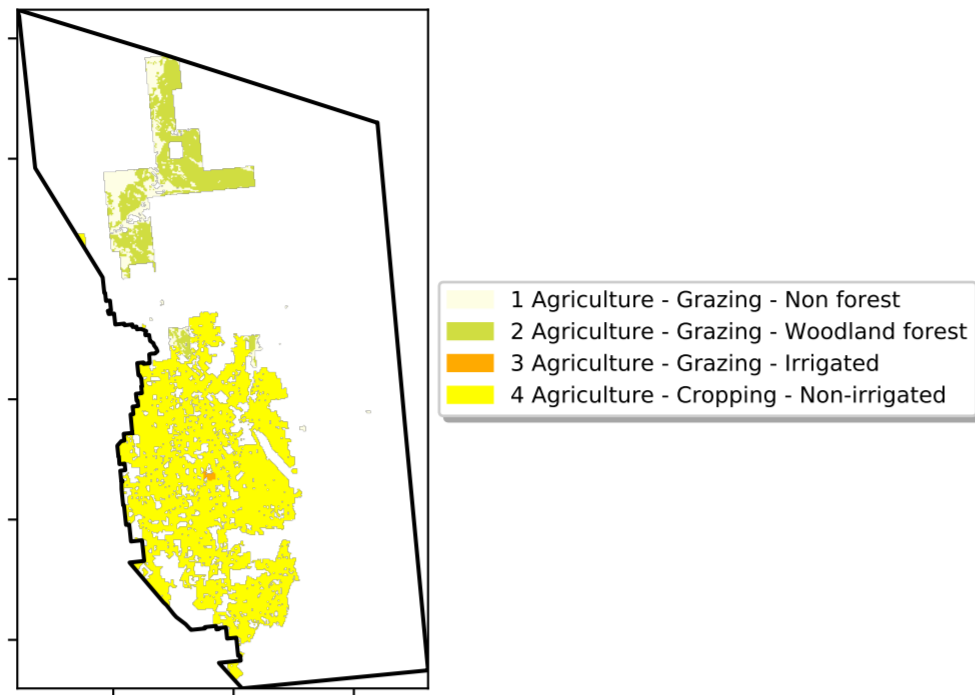 1 Agriculture - Grazing - Non forest
2 Agriculture - Grazing - Woodland forest
3 Agriculture - Grazing - Irrigated
4 Agriculture - Cropping - Non-irrigated